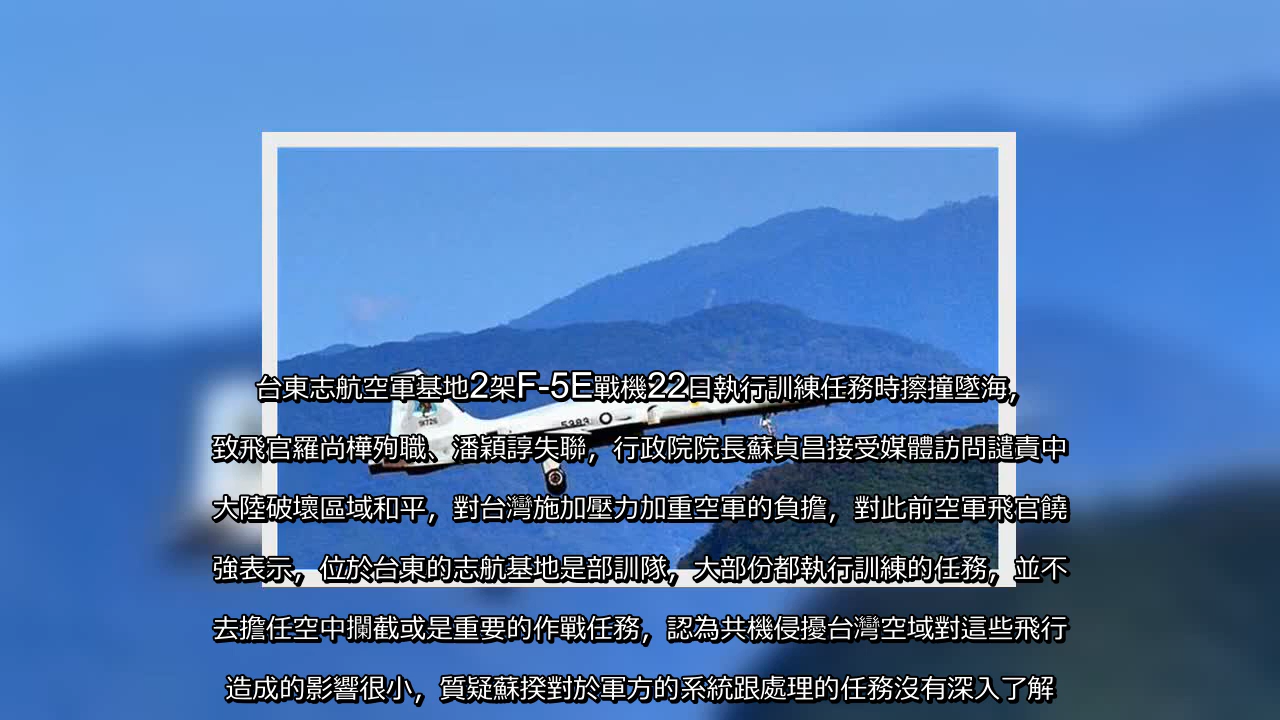 台東志航空軍基地2架F-5E戰機22日執行訓練任務時擦撞墜海，
致飛官羅尚樺殉職、潘穎諄失聯，行政院院長蘇貞昌接受媒體訪問譴責中
大陸破壞區域和平，對台灣施加壓力加重空軍的負擔，對此前空軍飛官饒
強表示，位於台東的志航基地是部訓隊，大部份都執行訓練的任務，並不
去擔任空中攔截或是重要的作戰任務，認為共機侵擾台灣空域對這些飛行
造成的影響很小，質疑蘇揆對於軍方的系統跟處理的任務沒有深入了解
5383
91726